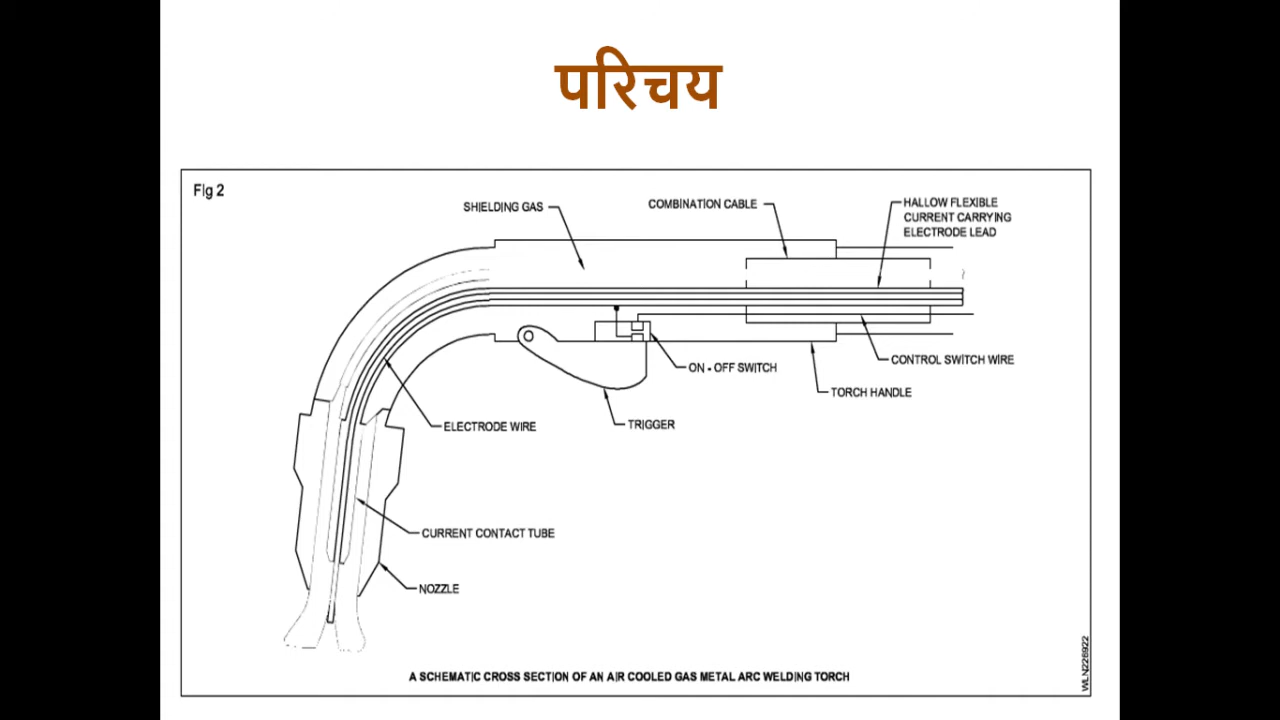 परिचय
Fig 2
SHIELDING GAS
COMBINATION CABLE
HALLOW FLEXIBLE
CURRENT CARRYING
ELECTRODE LEAD
CONTROL SWITCH WIRE
ON - OFF SWITCH
TORCH HANDLE
TRIGGER
ELECTRODE WIRE
CURRENT CONTACT TUBE
NOZZLE
A SCHEMATIC CROSS SECTION OF AN AIR COOLED GAS METAL ARC WELDING TORCH
WLN226922